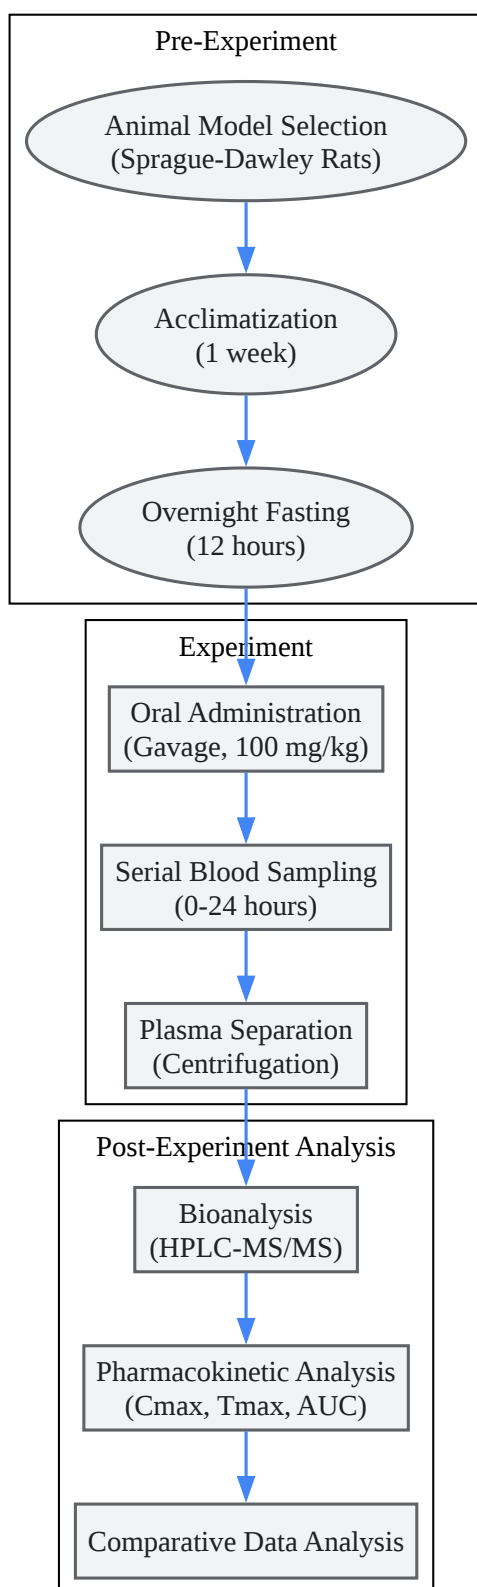 Pre-Experiment
Animal Model Selection
(Sprague-Dawley Rats)
Acclimatization
(1 week)
Overnight Fasting
(12 hours)
Experiment
Oral Administration
(Gavage, 100 mg/kg)
Serial Blood Sampling
(0-24 hours)
Plasma Separation
(Centrifugation)
Post-Experiment Analysis
Bioanalysis
(HPLC-MS/MS)
Pharmacokinetic Analysis
(Cmax, Tmax, AUC)
Comparative Data Analysis